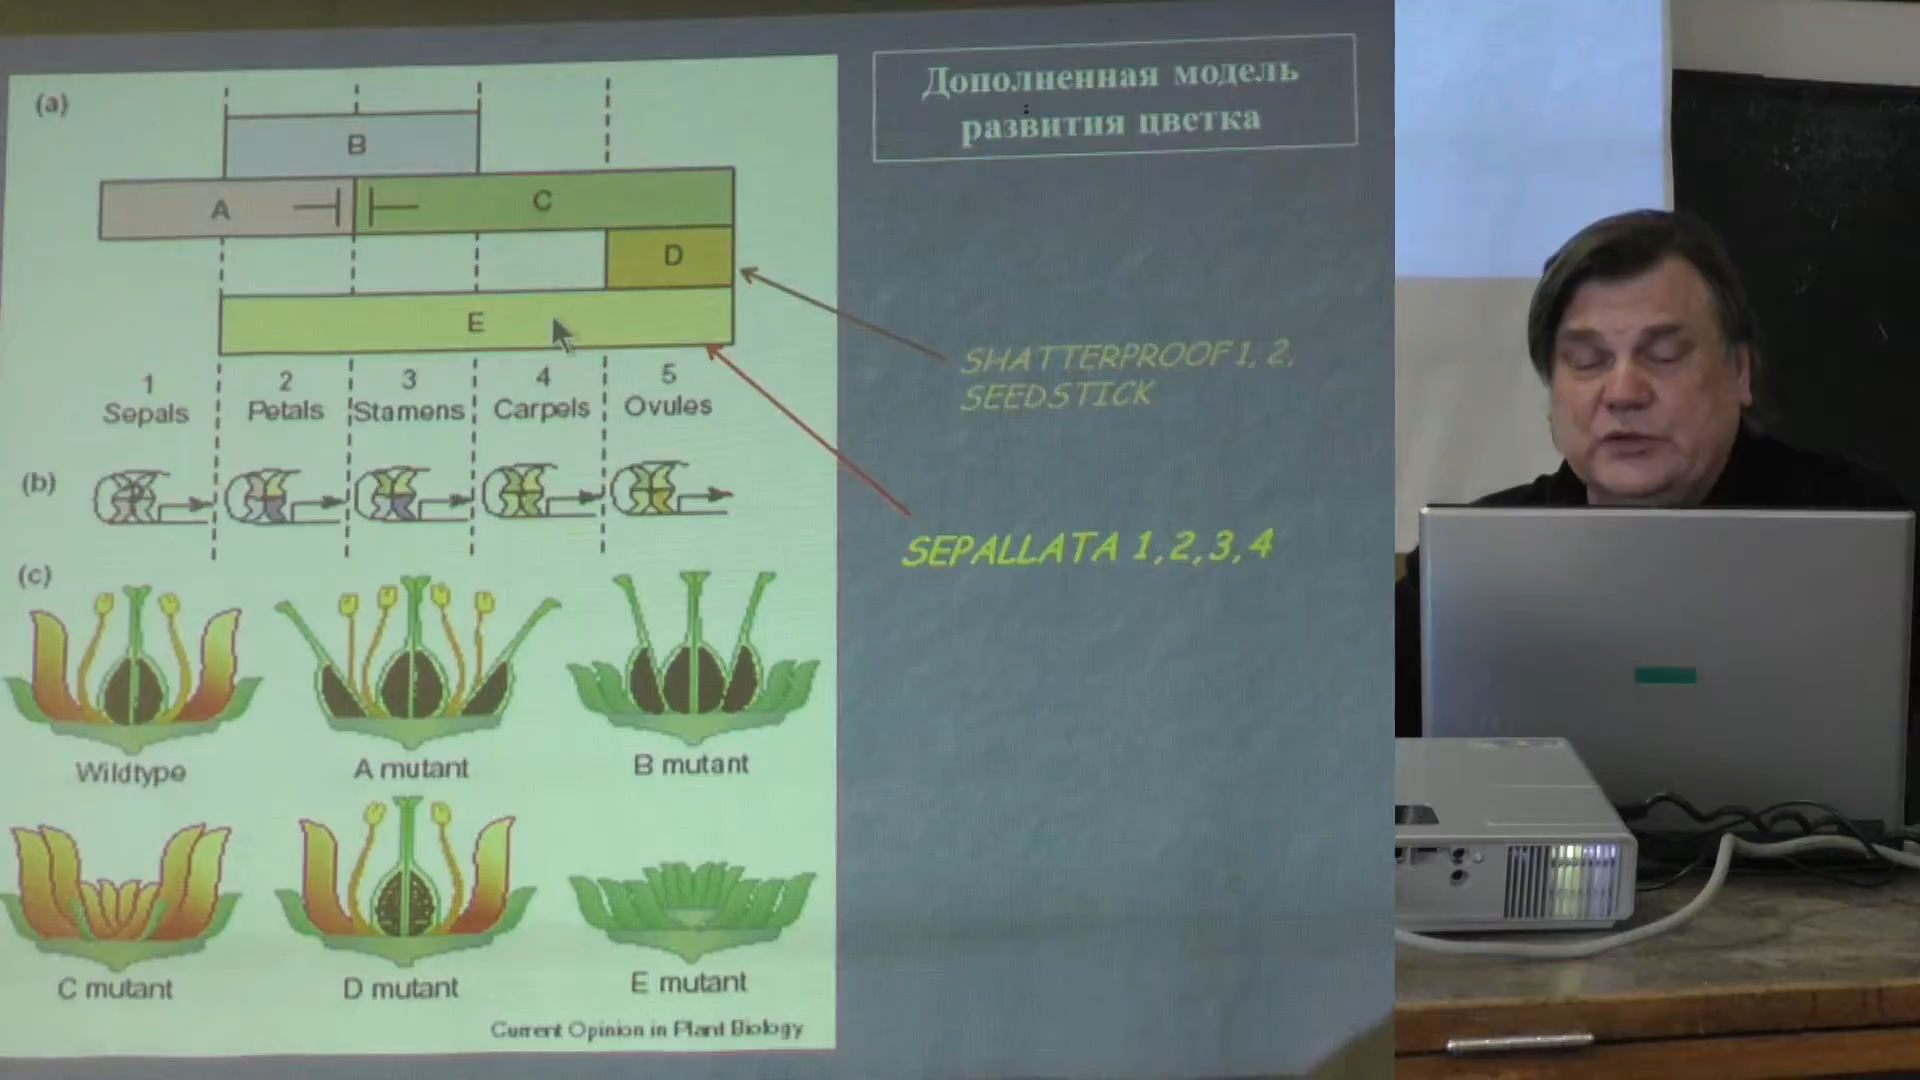 Дополненная модель
развития цветка
(a)
B
A
C
D
E
1 2 3 4 5
Sepals Petals Stamens Carpels Ovules
SHATTERPROOF 1, 2,
SEEDSTICK
SEPALLATA 1,2,3,4
(b)
(c)
Wildtype A mutant B mutant
C mutant D mutant E mutant
Current Opinion in Plant Biology